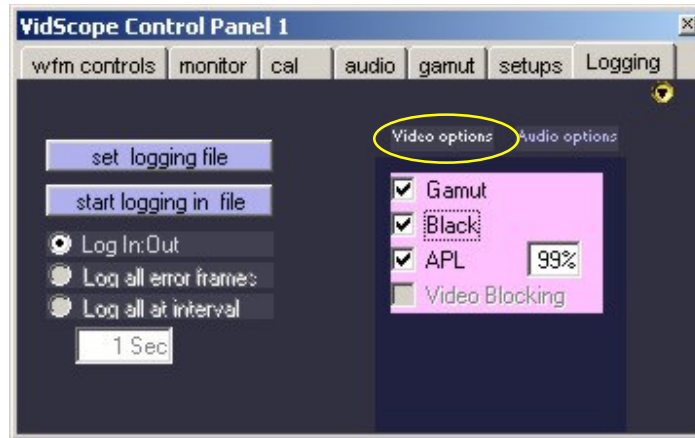 VidScope Control Panel 1
wfm controls monitor cal audio gamut setups Logging
Video options Audio options
set logging file
start logging in file
Log In:Out
Log all error frames
Log all at interval
1 Sec
Gamut
Black
APL 99%
Video Blocking